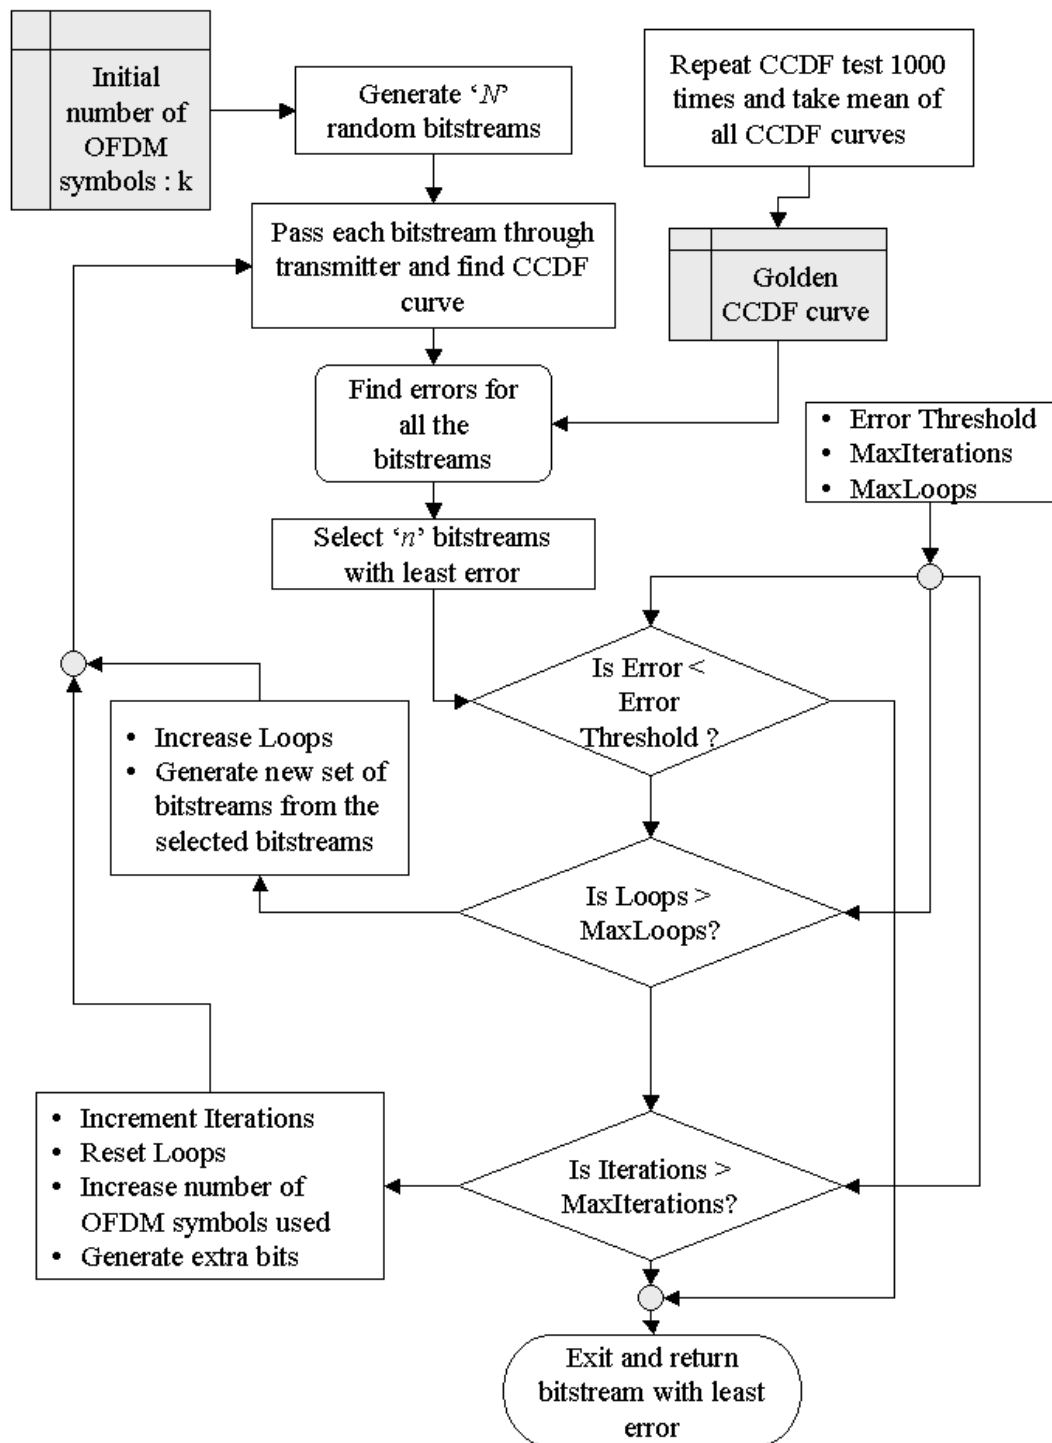 Initial
number of
OFDM
symbols : k
Generate ‘N’
random bitstreams
Repeat CCDF test 1000
times and take mean of
all CCDF curves
Pass each bitstream through
transmitter and find CCDF
curve
Golden
CCDF curve
Find errors for
all the
bitstreams
• Error Threshold
• MaxIterations
• MaxLoops
Select ‘n’ bitstreams
with least error
Is Error <
Error
Threshold ?
• Increase Loops
• Generate new set of
bitstreams from the
selected bitstreams
Is Loops >
MaxLoops?
• Increment Iterations
• Reset Loops
• Increase number of
OFDM symbols used
• Generate extra bits
Is Iterations >
MaxIterations?
Exit and return
bitstream with least
error